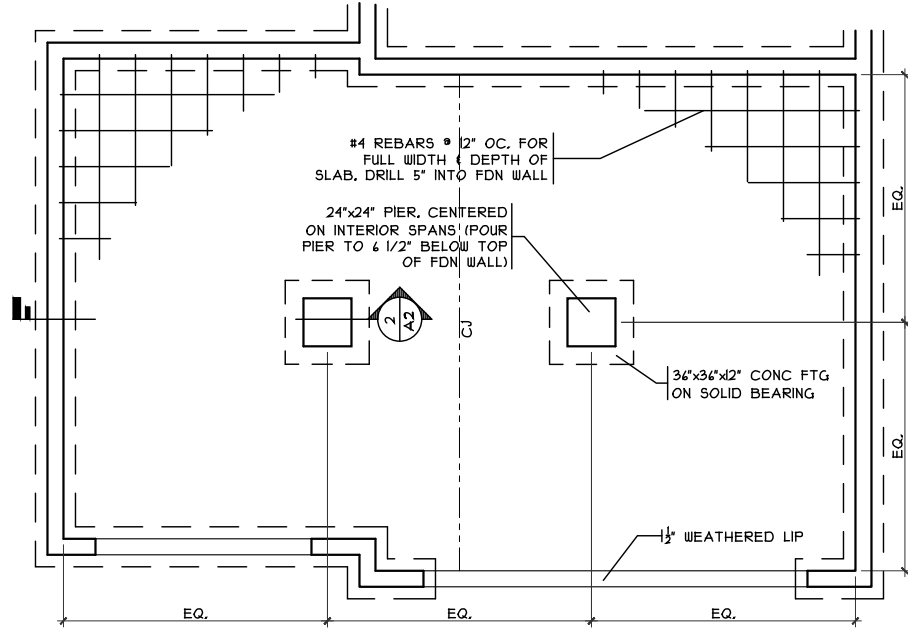 #4 REBARS @ 12" OC. FOR
FULL WIDTH & DEPTH OF
SLAB. DRILL 5" INTO FDN WALL
24"x24" PIER, CENTERED
ON INTERIOR SPANS (POUR
PIER TO 6 1/2" BELOW TOP
OF FDN WALL)
EQ.
2
A2
CJ
36"x36"x12" CONC FTG
ON SOLID BEARING
EQ.
1 1/2" WEATHERED LIP
EQ.
EQ.
EQ.